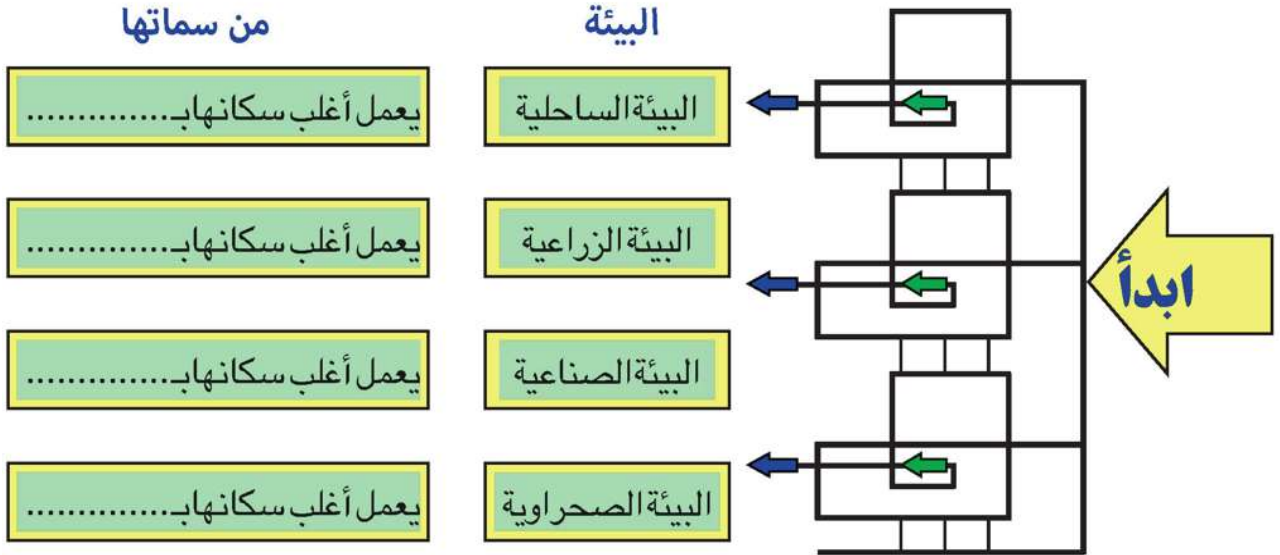 البيئة
من سماتها
البيئة الساحلية
يعمل أغلب سكانها بـ..............
البيئة الزراعية
يعمل أغلب سكانها بـ..............
البيئة الصناعية
يعمل أغلب سكانها بـ..............
البيئة الصحراوية
يعمل أغلب سكانها بـ..............
ابدأ